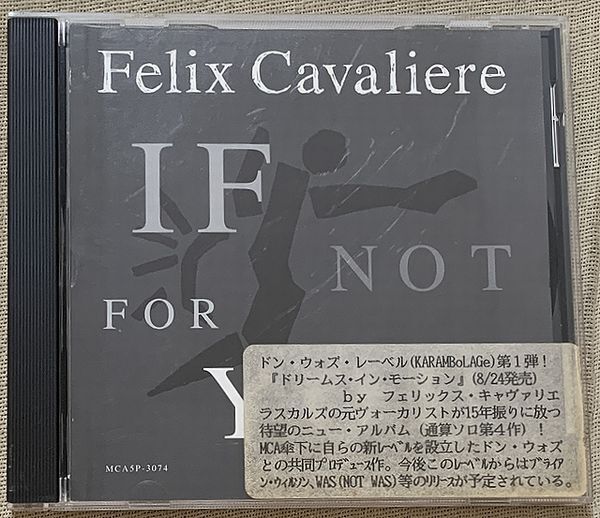 Felix Cavaliere
IF
NOT
FOR
Y
ドン・ウォズ・レーベル(KARAMBoLAGe)第1弾！
『ドリームス・イン・モーション』(8/24発売)
by フェリックス・キャヴァリエ
ラスカルズの元ヴォーカリストが15年振りに放つ
待望のニュー・アルバム（通算ソロ第4作）！
MCA傘下に自らの新レーベルを設立したドン・ウォズ
との共同プロデュース作。今後このレーベルからはブライア
ン・ウィルソン、WAS(NOT WAS)等のリリースが予定されている。
MCA5P-3074